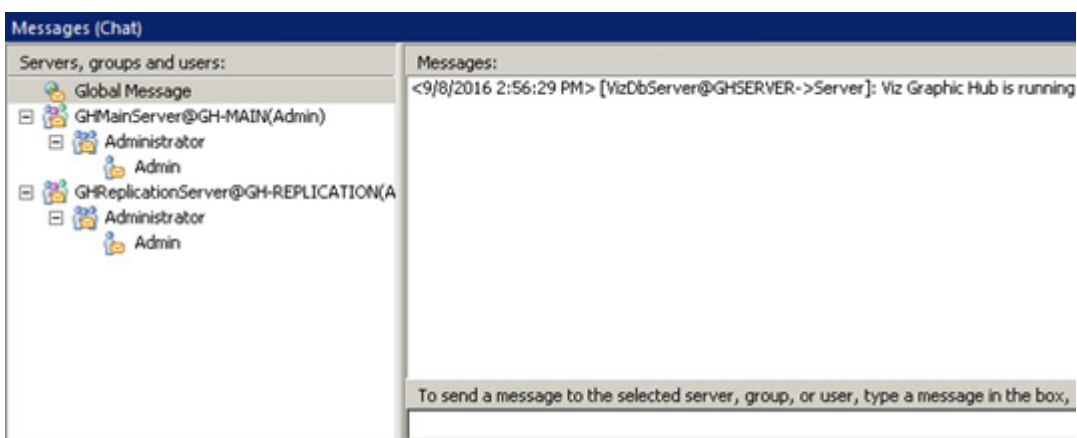 Messages (Chat)
Servers, groups and users:
Global Message
GHMainServer@GH-MAIN(Admin)
Administrator
Admin
GHReplicationServer@GH-REPLICATION(A
Administrator
Admin
Messages:
<9/8/2016 2:56:29 PM> [VizDbServer@GHSERVER->Server]: Viz Graphic Hub is running
To send a message to the selected server, group, or user, type a message in the box,